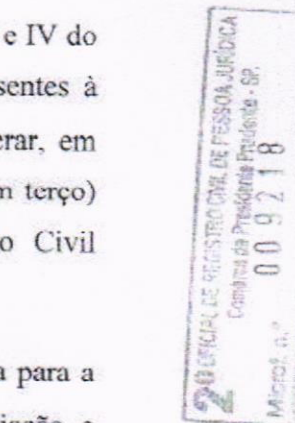 e IV do
sentes à
erar, em
m terço)
o Civil
a para a
2º OFICIAL DE REGISTRO CIVIL DE PESSOA JURÍDICA
Comarca de Presidente Prudente - SP.
009218
Microf. n.º